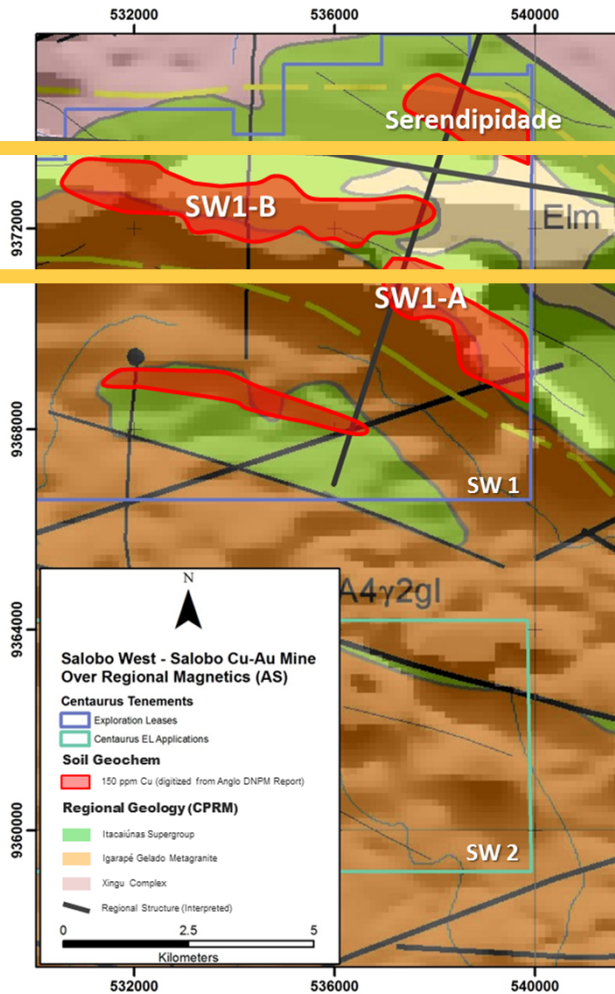 532000 536000 540000
Serendipidade
SW1-B
Elm
9372000
SW1-A
9368000
SW 1
A4γ2gl
9364000
N
Salobo West - Salobo Cu-Au Mine
Over Regional Magnetics (AS)
Centaurus Tenements
Exploration Leases
Centaurus EL Applications
Soil Geochem
150 ppm Cu (digitized from Anglo DNPM Report)
Regional Geology (CPRM)
Itacaiúnas Supergroup
Igarapé Gelado Metagranite
Xingu Complex
Regional Structure (Interpreted)
0 2.5 5
Kilometers
9360000
SW 2
532000 536000 540000